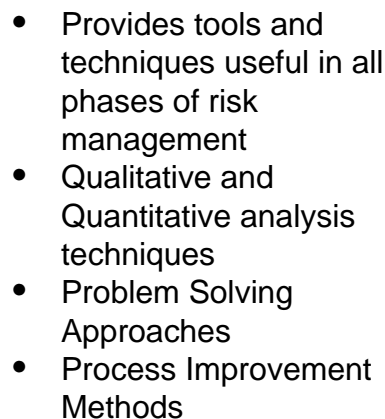 • Provides tools and
techniques useful in all
phases of risk
management
• Qualitative and
Quantitative analysis
techniques
• Problem Solving
Approaches
• Process Improvement
Methods